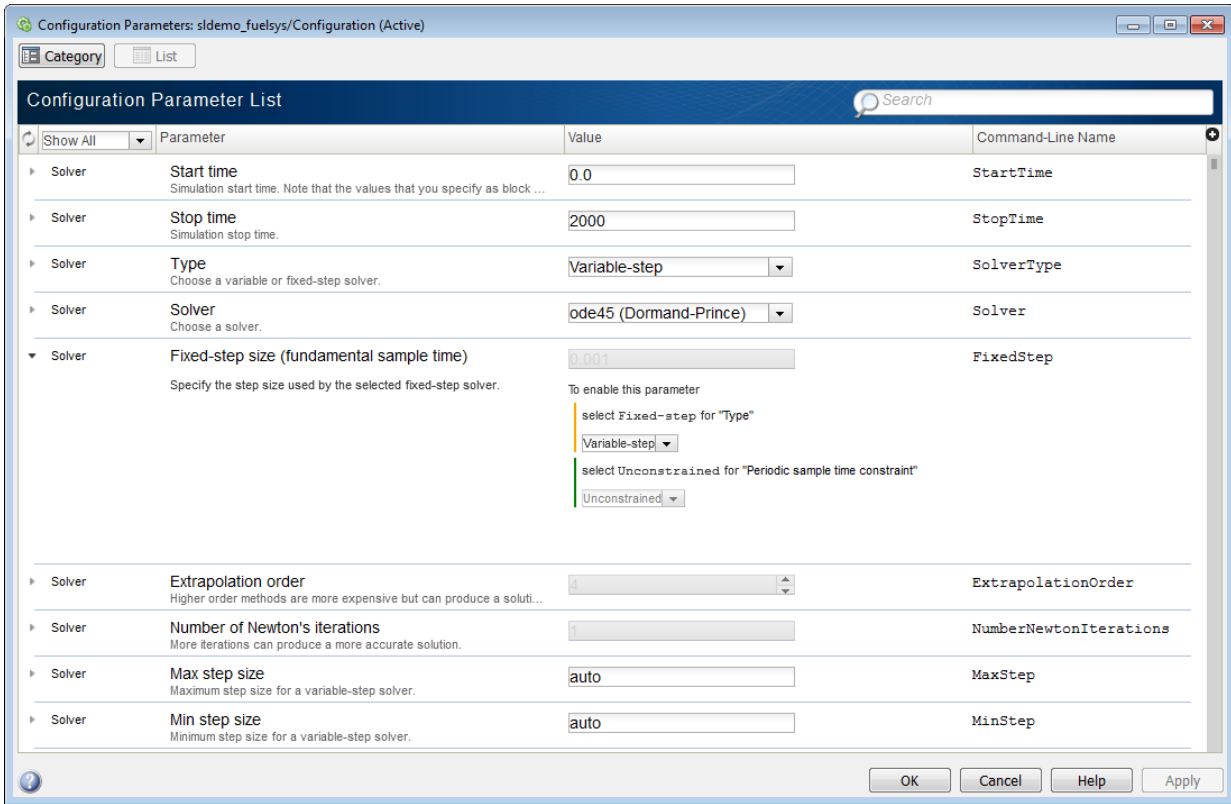 Configuration Parameters: sldemo_fuelsys/Configuration (Active)
Category List
Configuration Parameter List Search
Show All Parameter Value Command-Line Name
Solver Start time 0.0 StartTime
Simulation start time. Note that the values that you specify as block ...
Solver Stop time 2000 StopTime
Simulation stop time.
Solver Type Variable-step SolverType
Choose a variable or fixed-step solver.
Solver Solver ode45 (Dormand-Prince) Solver
Choose a solver.
Solver Fixed-step size (fundamental sample time) 0.001 FixedStep
Specify the step size used by the selected fixed-step solver. To enable this parameter
select Fixed-step for "Type"
Variable-step
select Unconstrained for "Periodic sample time constraint"
Unconstrained
Solver Extrapolation order 4 ExtrapolationOrder
Higher order methods are more expensive but can produce a soluti...
Solver Number of Newton's iterations 1 NumberNewtonIterations
More iterations can produce a more accurate solution.
Solver Max step size auto MaxStep
Maximum step size for a variable-step solver.
Solver Min step size auto MinStep
Minimum step size for a variable-step solver.
OK Cancel Help Apply